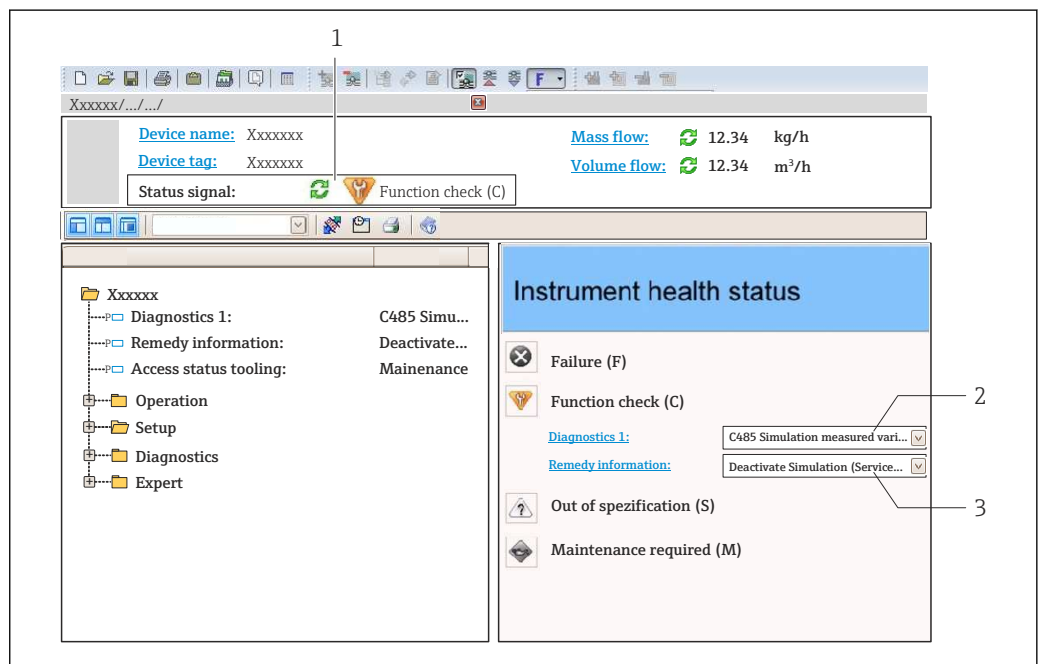 1
F
Xxxxxx/.../.../
Device name: Xxxxxxx
Mass flow: 12.34 kg/h
Device tag: Xxxxxxx
Volume flow: 12.34 m³/h
Status signal: Function check (C)
Instrument health status
Xxxxxx
P Diagnostics 1: C485 Simu...
P Remedy information: Deactivate...
P Access status tooling: Mainenance
Operation
Setup
Diagnostics
Expert
Failure (F)
Function check (C)
2
Diagnostics 1: C485 Simulation measured vari...
Remedy information: Deactivate Simulation (Service...
Out of spezification (S)
3
Maintenance required (M)